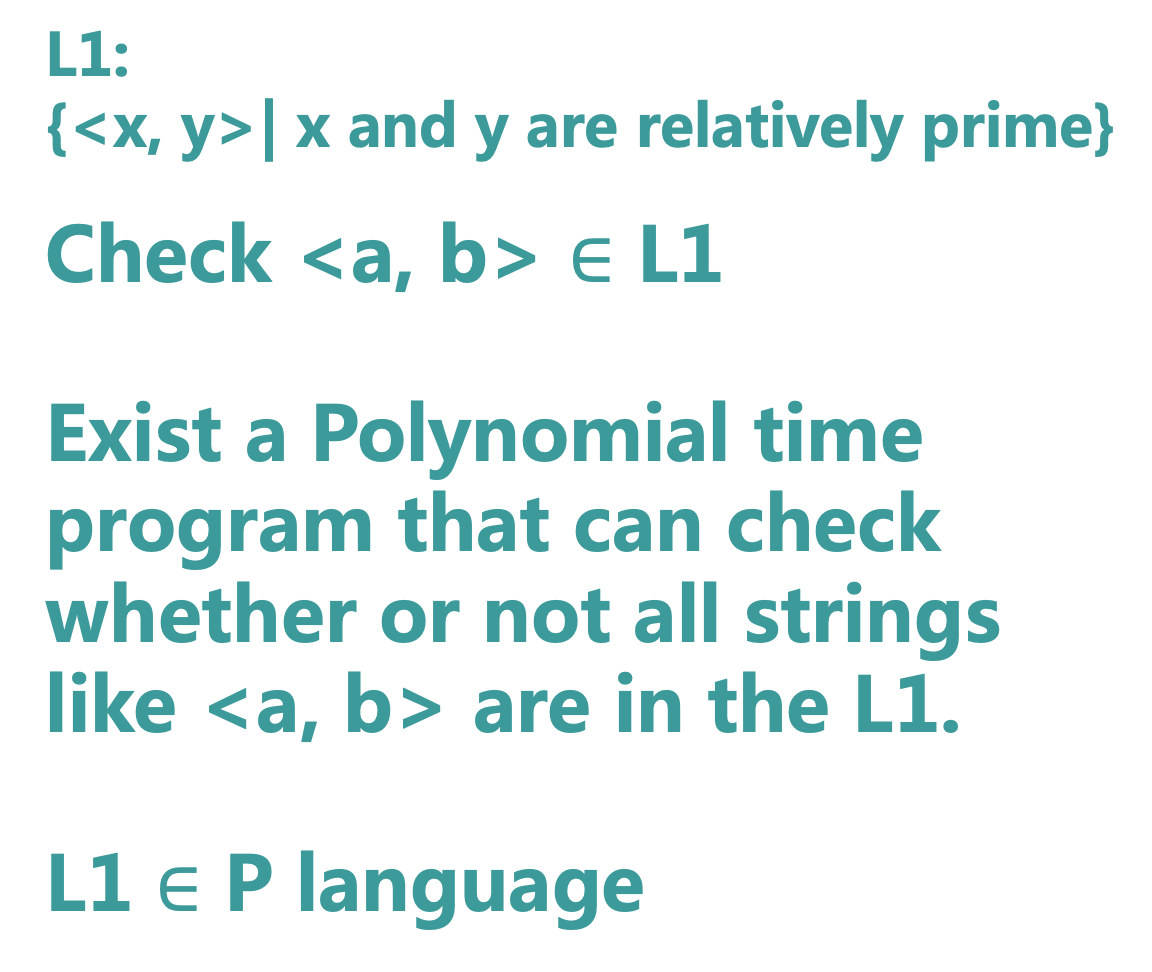 L1:
{<x, y>| x and y are relatively prime}
Check <a, b> ∈ L1
Exist a Polynomial time
program that can check
whether or not all strings
like <a, b> are in the L1.
L1 ∈ P language